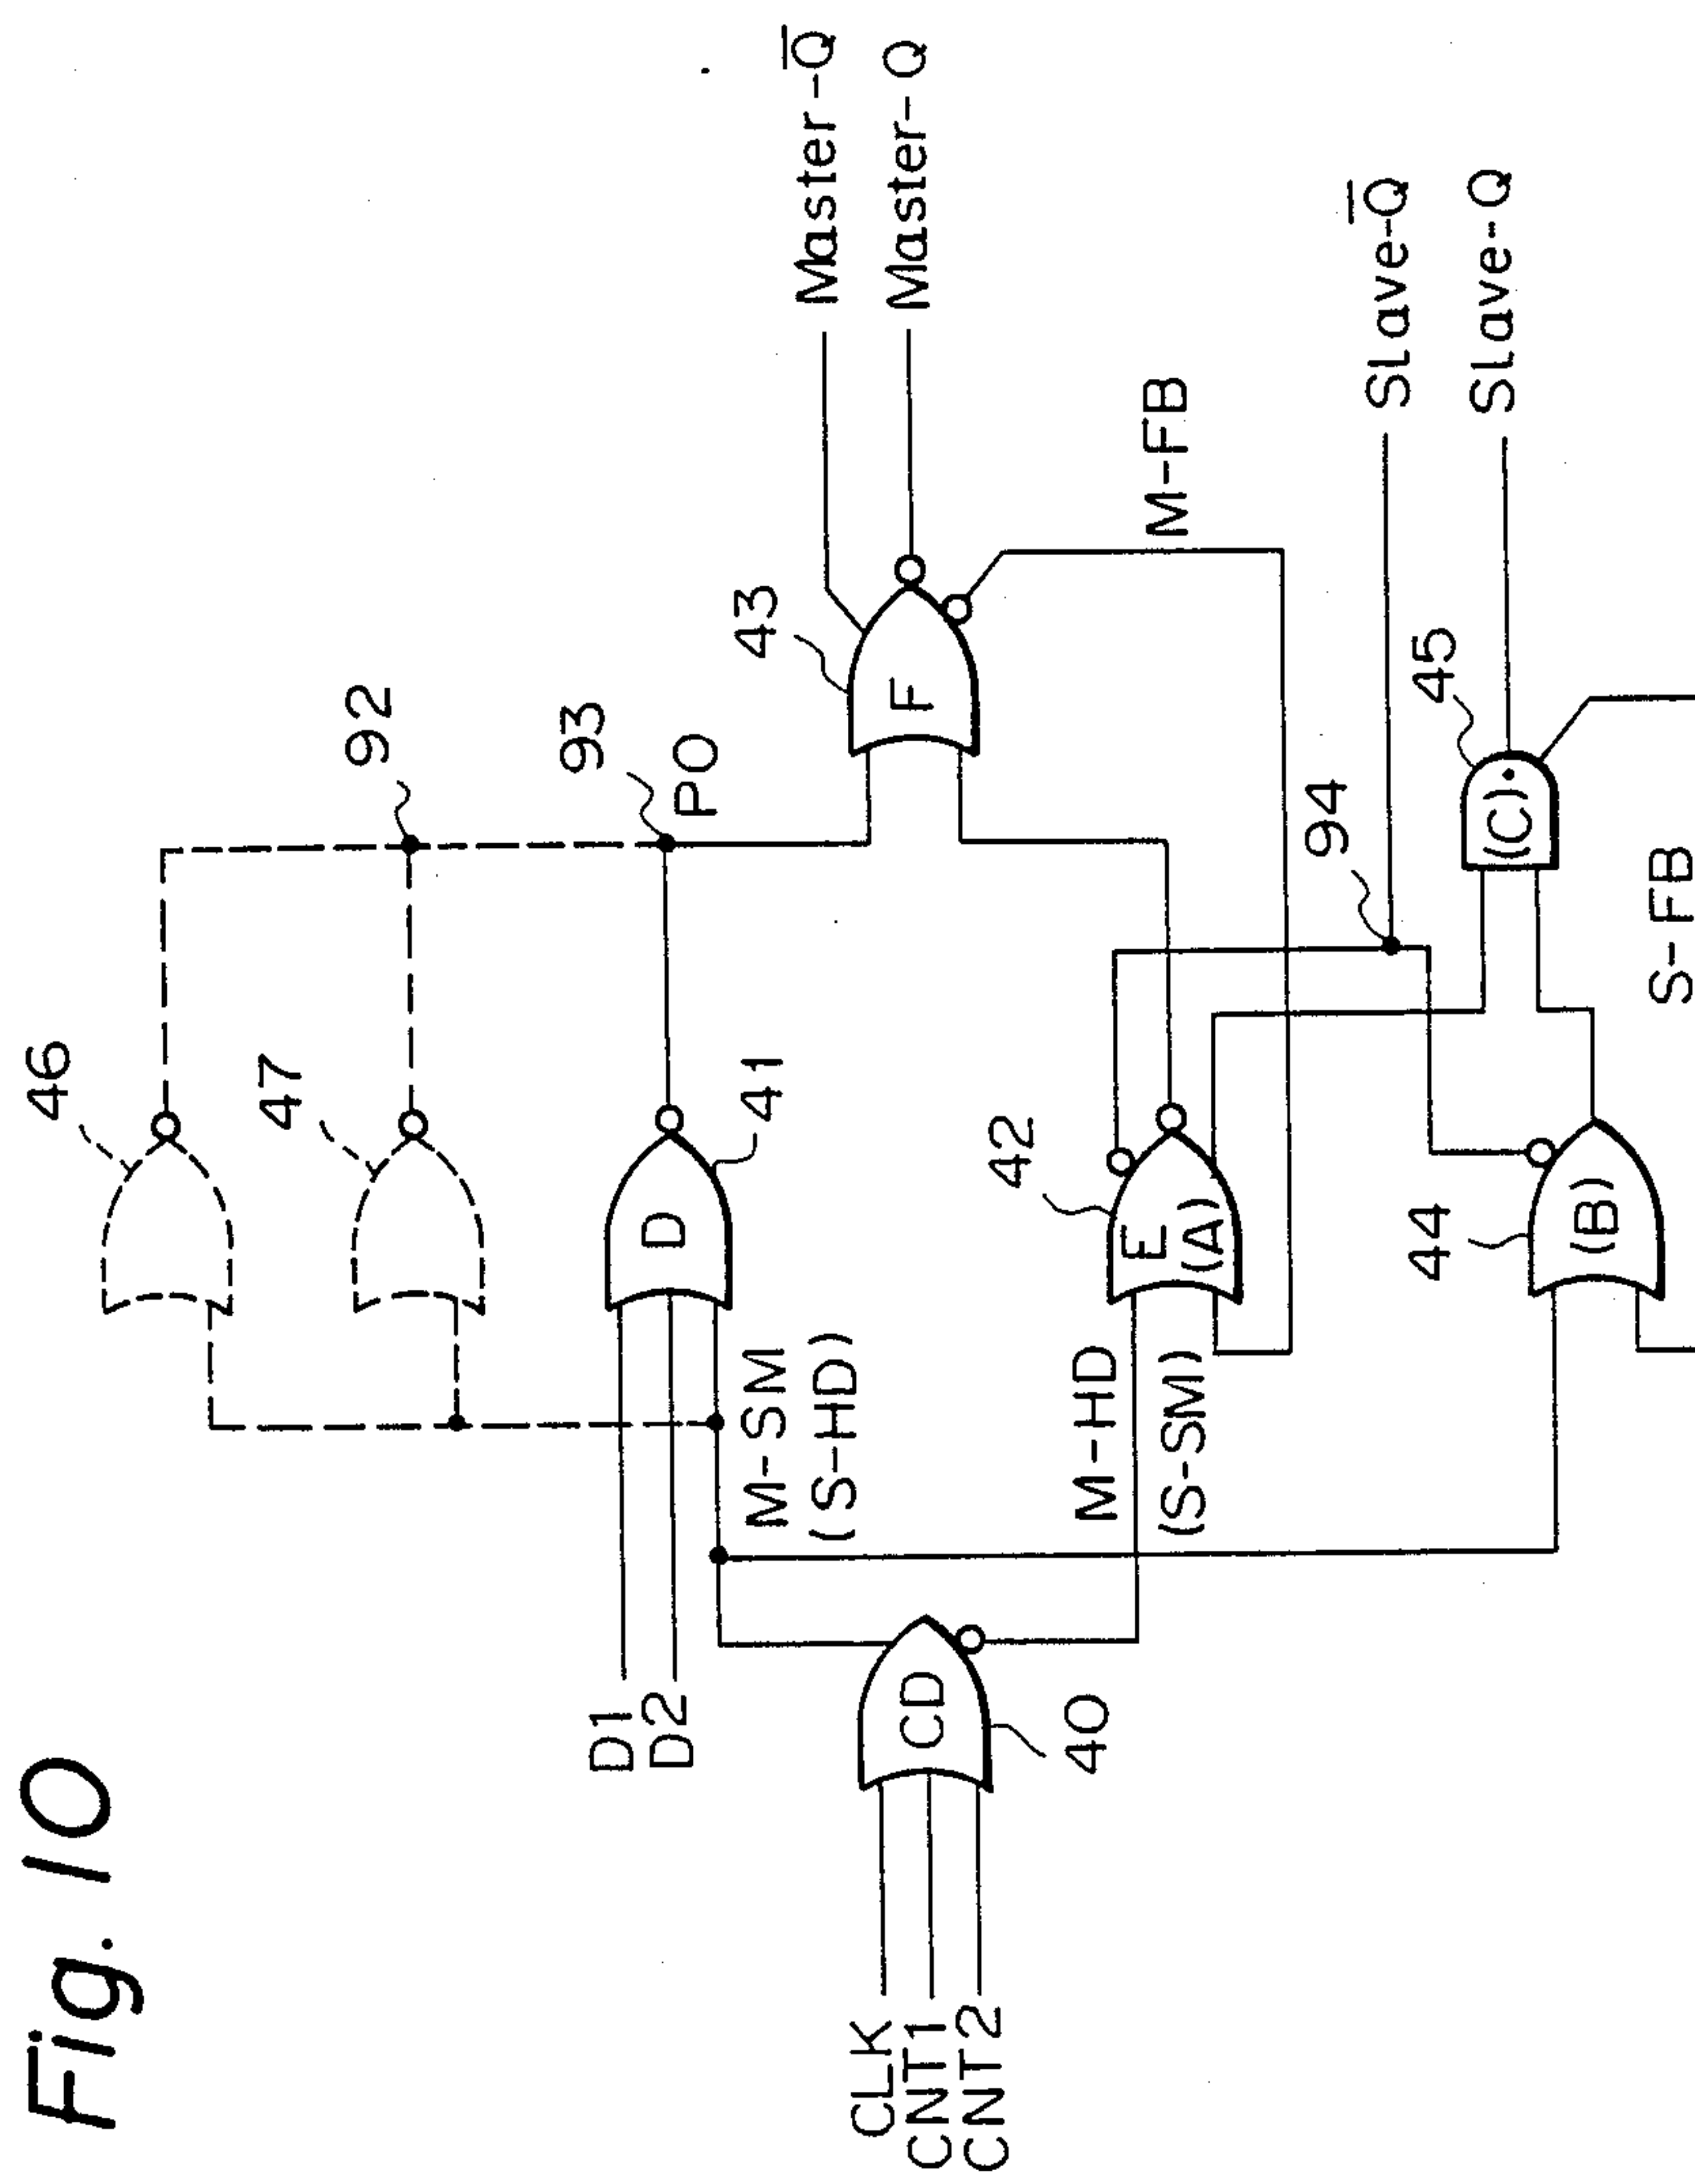 Fig. 10
46
47
92
93
PO
D1
D2
D
41
M-SM
(S-HD)
43
F
Master-Q̅
Master-Q
CLK
CNT1
CNT2
CD
40
M-HD
(S-SM)
42
E
(A)
M-FB
94
Slave-Q̅
Slave-Q
44
(B)
45
(C)
S-FB